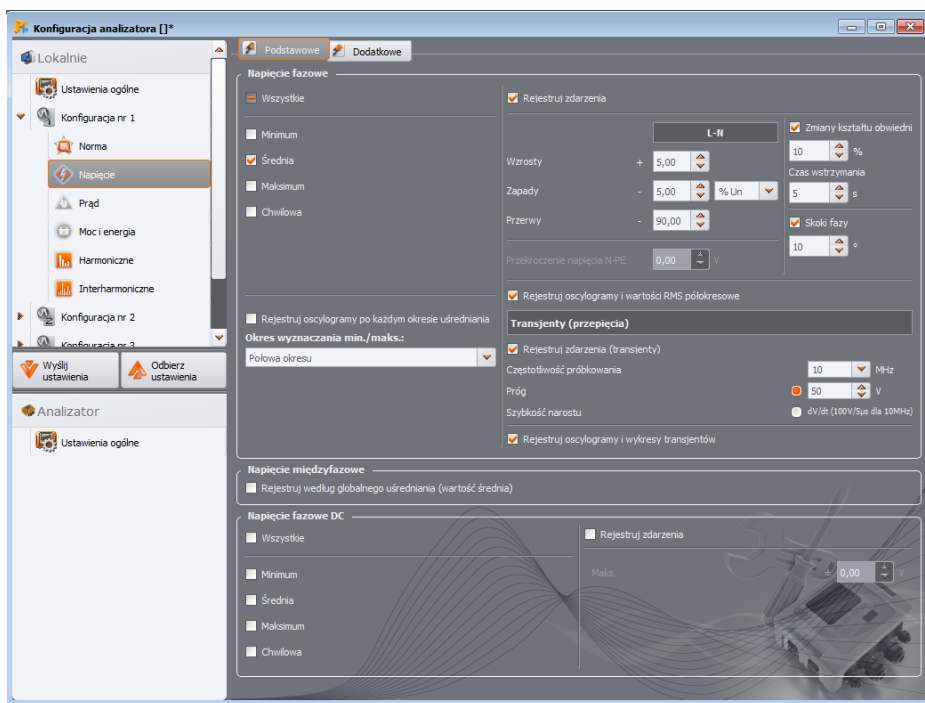 Konfiguracja analizatora []*
Lokalnie
Ustawienia ogólne
Konfiguracja nr 1
Norma
Napięcie
Prąd
Moc i energia
Harmoniczne
Interharmoniczne
Konfiguracja nr 2
Konfiguracja nr 3
Wyślij ustawienia
Odbierz ustawienia
Analizator
Ustawienia ogólne
Podstawowe
Dodatkowe
Napięcie fazowe
Wszystkie
Minimum
Średnia
Maksimum
Chwilowa
Rejestruj oscylogramy po każdym okresie uśredniania
Okres wyznaczania min./maks.:
Połowa okresu
Rejestruj zdarzenia
L-N
Wzrosty + 5,00
Zapady - 5,00 % Un
Przerwy - 90,00
Przekroczenie napięcia N-PE 0,00 V
Zmiany kształtu obwiedni
10 %
Czas wstrzymania
5 s
Skoki fazy
10 °
Rejestruj oscylogramy i wartości RMS półokresowe
Transjenty (przepięcia)
Rejestruj zdarzenia (transjenty)
Częstotliwość próbkowania 10 MHz
Próg 50 V
Szybkość narostu dV/dt (100V/5µs dla 10MHz)
Rejestruj oscylogramy i wykresy transjentów
Napięcie międzyfazowe
Rejestruj według globalnego uśredniania (wartość średnia)
Napięcie fazowe DC
Wszystkie
Minimum
Średnia
Maksimum
Chwilowa
Rejestruj zdarzenia
Maks. ± 0,00 V